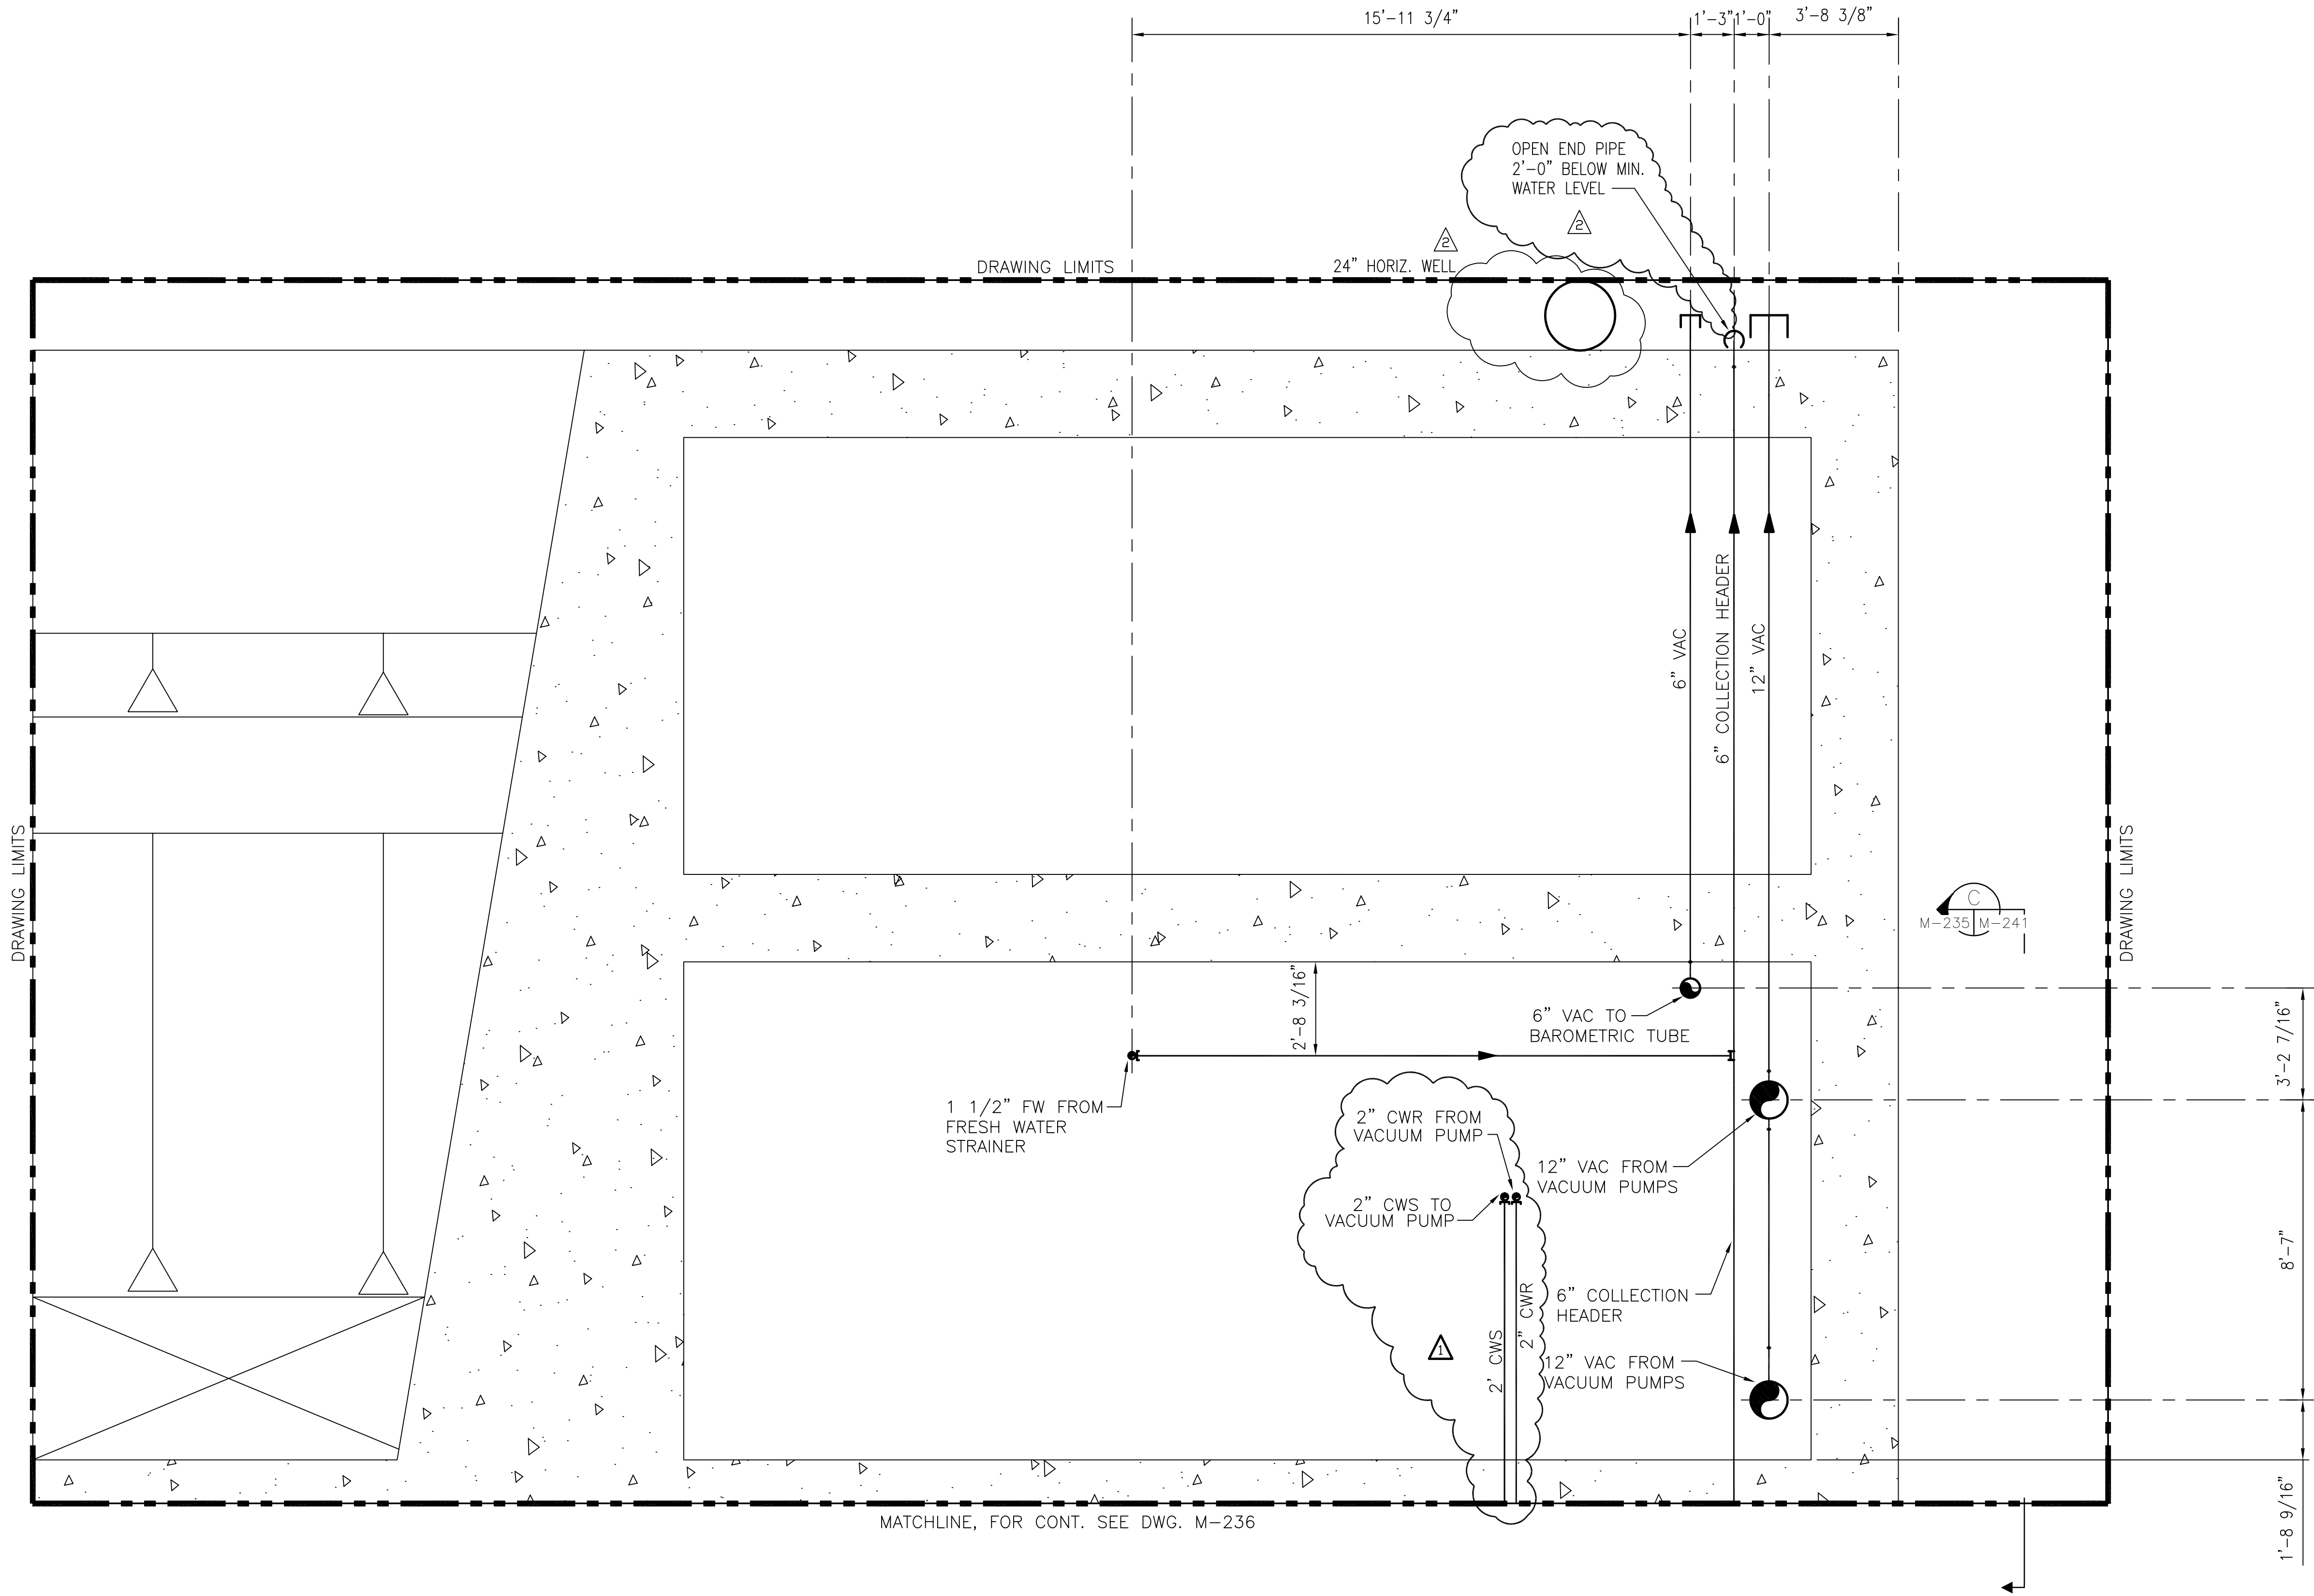 15'-11 3/4"
1'-3"
1'-0"
3'-8 3/8"
OPEN END PIPE
2'-0" BELOW MIN.
WATER LEVEL
2
2
DRAWING LIMITS
24" HORIZ. WELL
6" VAC
6" COLLECTION HEADER
12" VAC
DRAWING LIMITS
DRAWING LIMITS
C
M-235
M-241
2'-8 3/16"
6" VAC TO
BAROMETRIC TUBE
3'-2 7/16"
1 1/2" FW FROM
FRESH WATER
STRAINER
2" CWR FROM
VACUUM PUMP
12" VAC FROM
VACUUM PUMPS
2" CWS TO
VACUUM PUMP
8'-7"
6" COLLECTION
HEADER
2' CWS
2" CWR
1
12" VAC FROM
VACUUM PUMPS
1'-8 9/16"
MATCHLINE, FOR CONT. SEE DWG. M-236